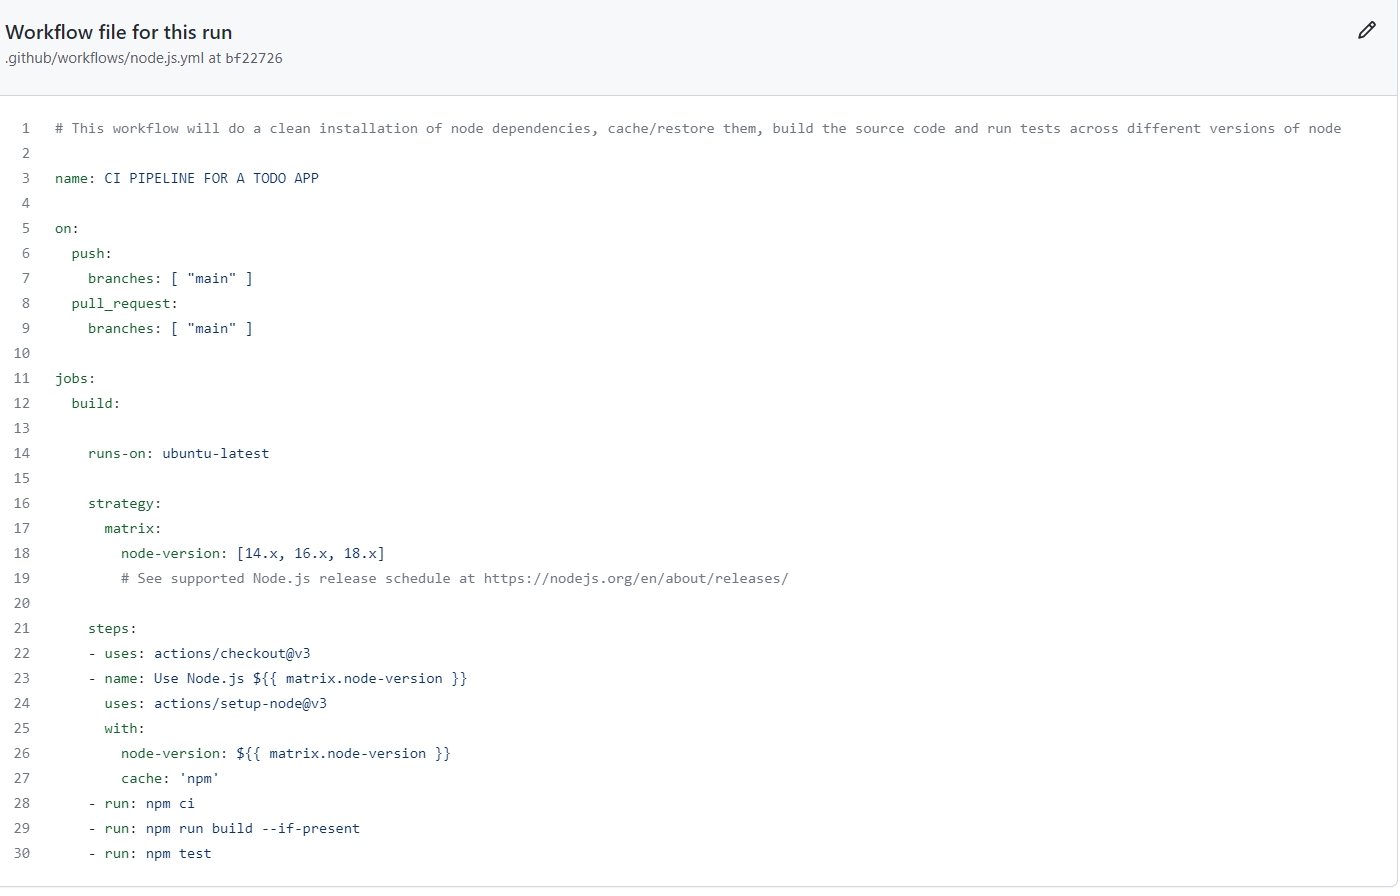 Workflow file for this run
.github/workflows/node.js.yml at bf22726
1 # This workflow will do a clean installation of node dependencies, cache/restore them, build the source code and run tests across different versions of node
2
3 name: CI PIPELINE FOR A TODO APP
4
5 on:
6   push:
7     branches: [ "main" ]
8   pull_request:
9     branches: [ "main" ]
10
11 jobs:
12   build:
13
14     runs-on: ubuntu-latest
15
16     strategy:
17       matrix:
18         node-version: [14.x, 16.x, 18.x]
19         # See supported Node.js release schedule at https://nodejs.org/en/about/releases/
20
21     steps:
22     - uses: actions/checkout@v3
23     - name: Use Node.js ${{ matrix.node-version }}
24       uses: actions/setup-node@v3
25       with:
26         node-version: ${{ matrix.node-version }}
27         cache: 'npm'
28     - run: npm ci
29     - run: npm run build --if-present
30     - run: npm test